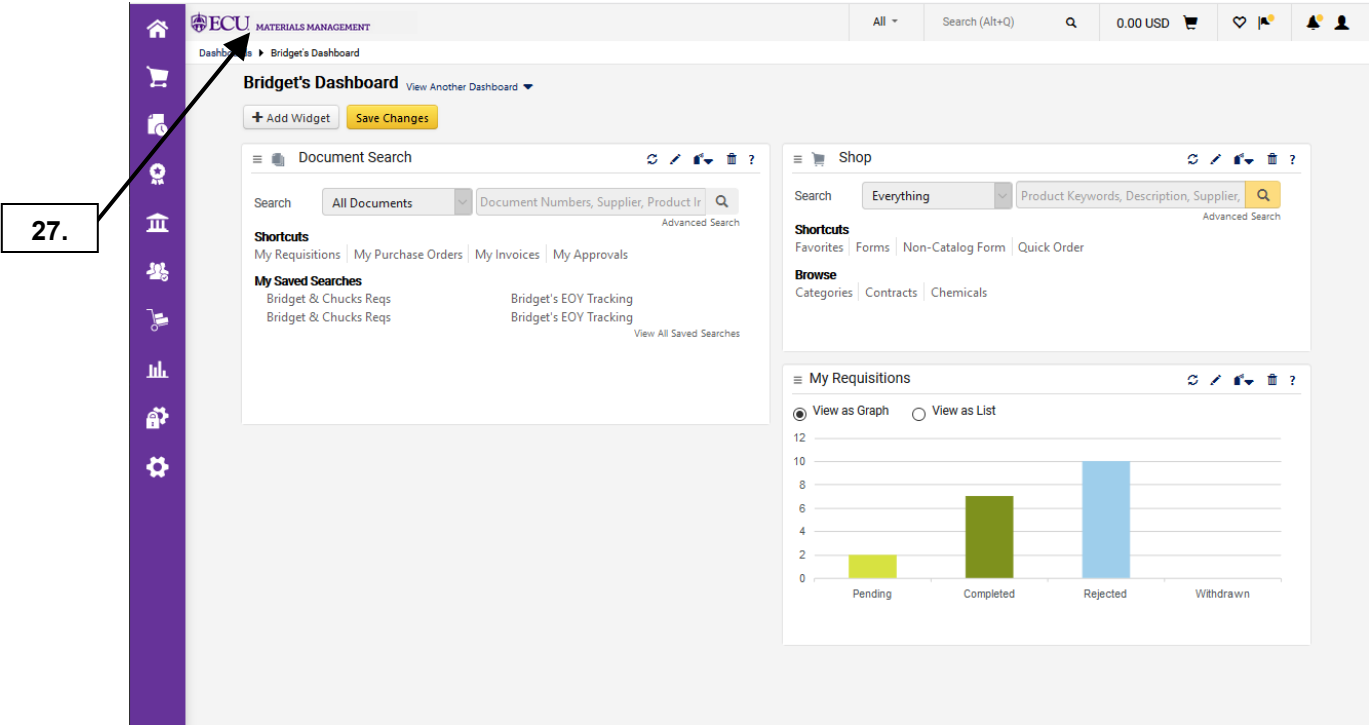 ECU MATERIALS MANAGEMENT
All
Search (Alt+Q)
0.00 USD
Dashboards Bridget's Dashboard
Bridget's Dashboard View Another Dashboard
+ Add Widget
Save Changes
Document Search
?
Search
All Documents
Document Numbers, Supplier, Product Ir
Advanced Search
Shortcuts
My Requisitions
My Purchase Orders
My Invoices
My Approvals
My Saved Searches
Bridget & Chucks Reqs
Bridget's EOY Tracking
Bridget & Chucks Reqs
Bridget's EOY Tracking
View All Saved Searches
Shop
?
Search
Everything
Product Keywords, Description, Supplier,
Advanced Search
Shortcuts
Favorites
Forms
Non-Catalog Form
Quick Order
Browse
Categories
Contracts
Chemicals
My Requisitions
?
View as Graph
View as List
12
10
8
6
4
2
0
Pending
Completed
Rejected
Withdrawn
27.